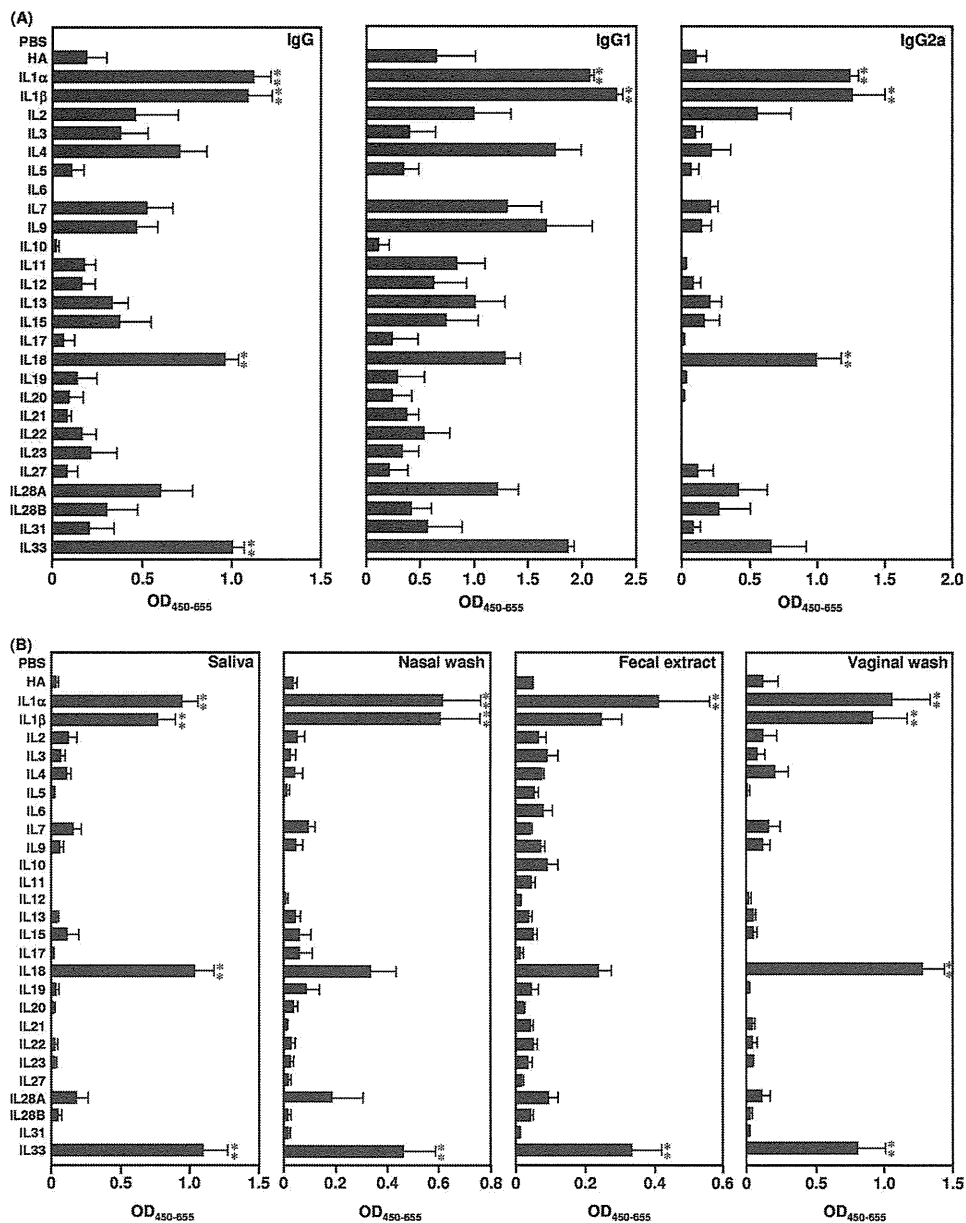 (A)
IgG
IgG1
IgG2a
PBS
HA
IL1α
IL1β
IL2
IL3
IL4
IL5
IL6
IL7
IL9
IL10
IL11
IL12
IL13
IL15
IL17
IL18
IL19
IL20
IL21
IL22
IL23
IL27
IL28A
IL28B
IL31
IL33
** ** ** **
** **
** ** **
0 0.5 1.0 1.5
0 0.5 1.0 1.5 2.0 2.5
0 0.5 1.0 1.5 2.0
OD450-655 OD450-655 OD450-655
(B)
Saliva
Nasal wash
Fecal extract
Vaginal wash
PBS
HA
IL1α
IL1β
IL2
IL3
IL4
IL5
IL6
IL7
IL9
IL10
IL11
IL12
IL13
IL15
IL17
IL18
IL19
IL20
IL21
IL22
IL23
IL27
IL28A
IL28B
IL31
IL33
** ** ** **
** ** **
** **
** ** ** **
0 0.5 1.0 1.5
0 0.2 0.4 0.6 0.8
0 0.2 0.4 0.6
0 0.5 1.0 1.5
OD450-655 OD450-655 OD450-655 OD450-655